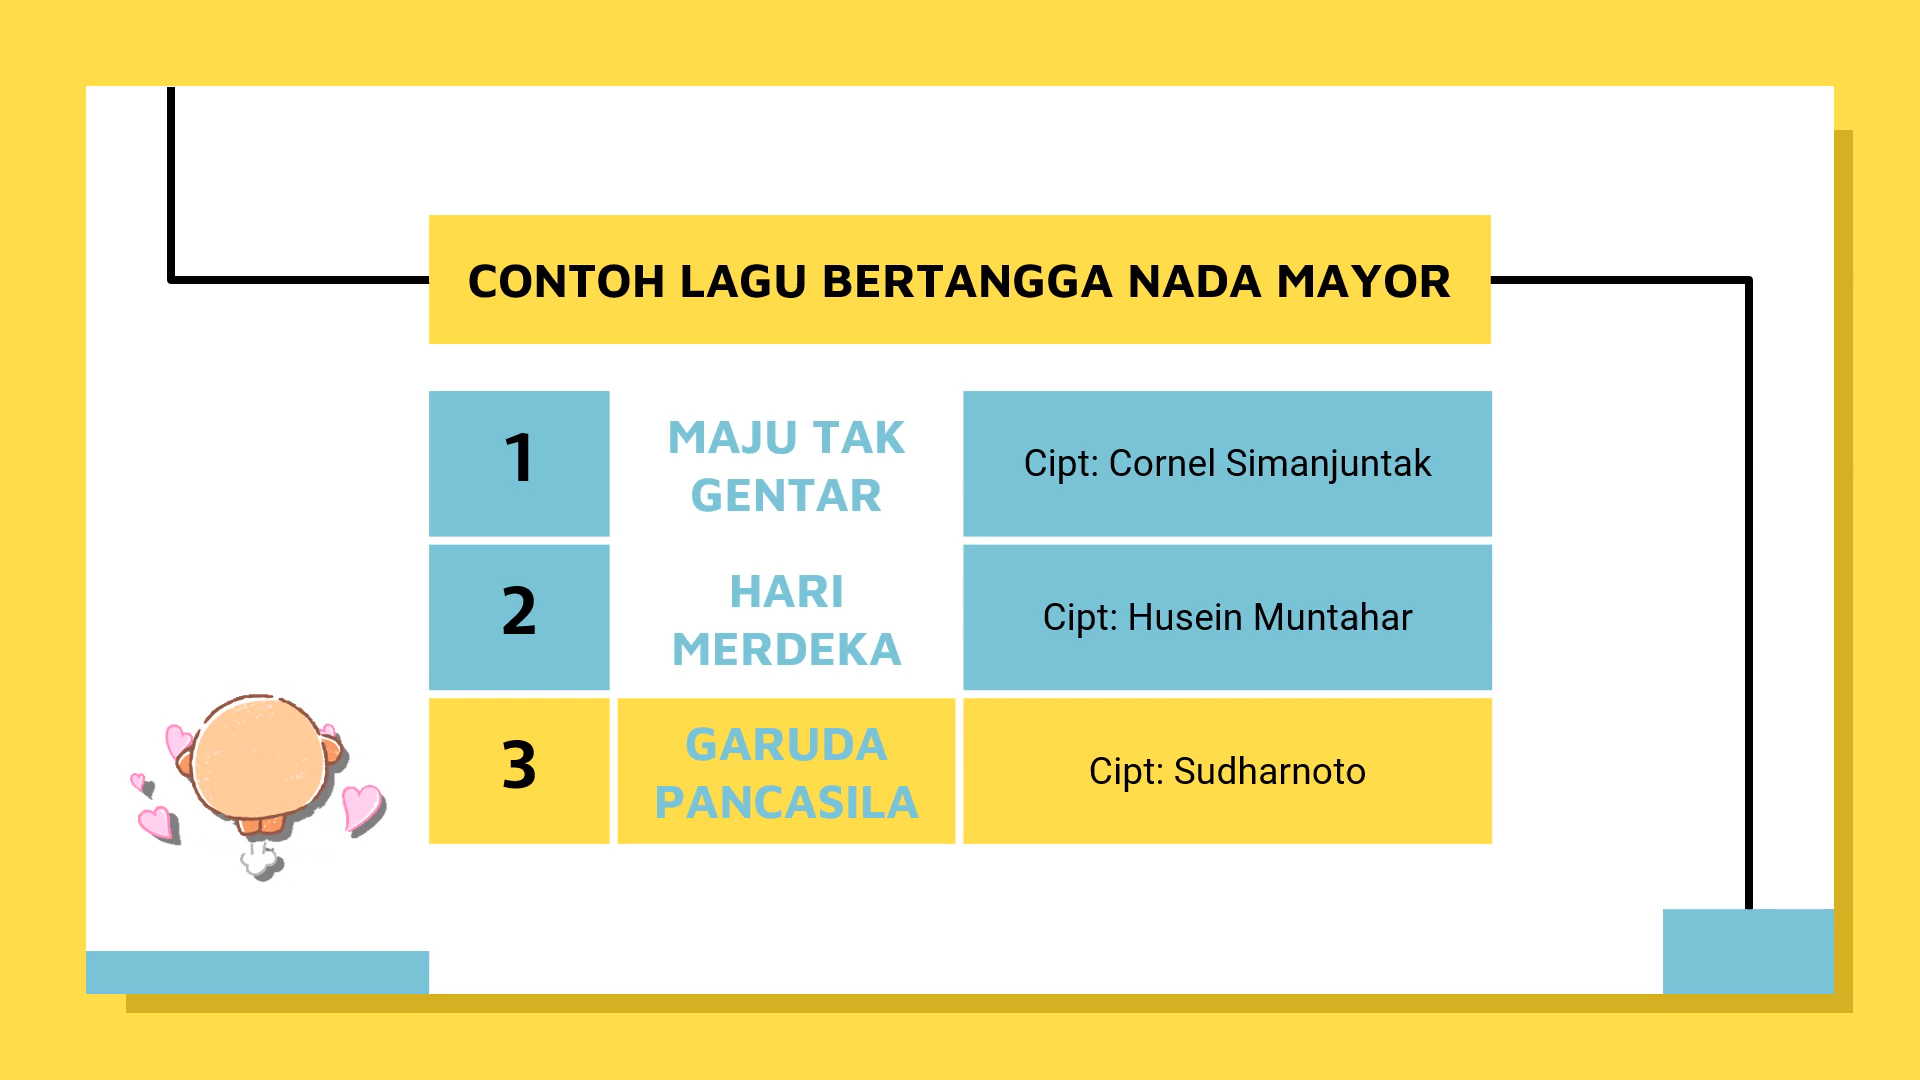 CONTOH LAGU BERTANGGA NADA MAYOR
1
MAJU TAK
GENTAR
Cipt: Cornel Simanjuntak
2
HARI
MERDEKA
Cipt: Husein Muntahar
3
GARUDA
PANCASILA
Cipt: Sudharnoto